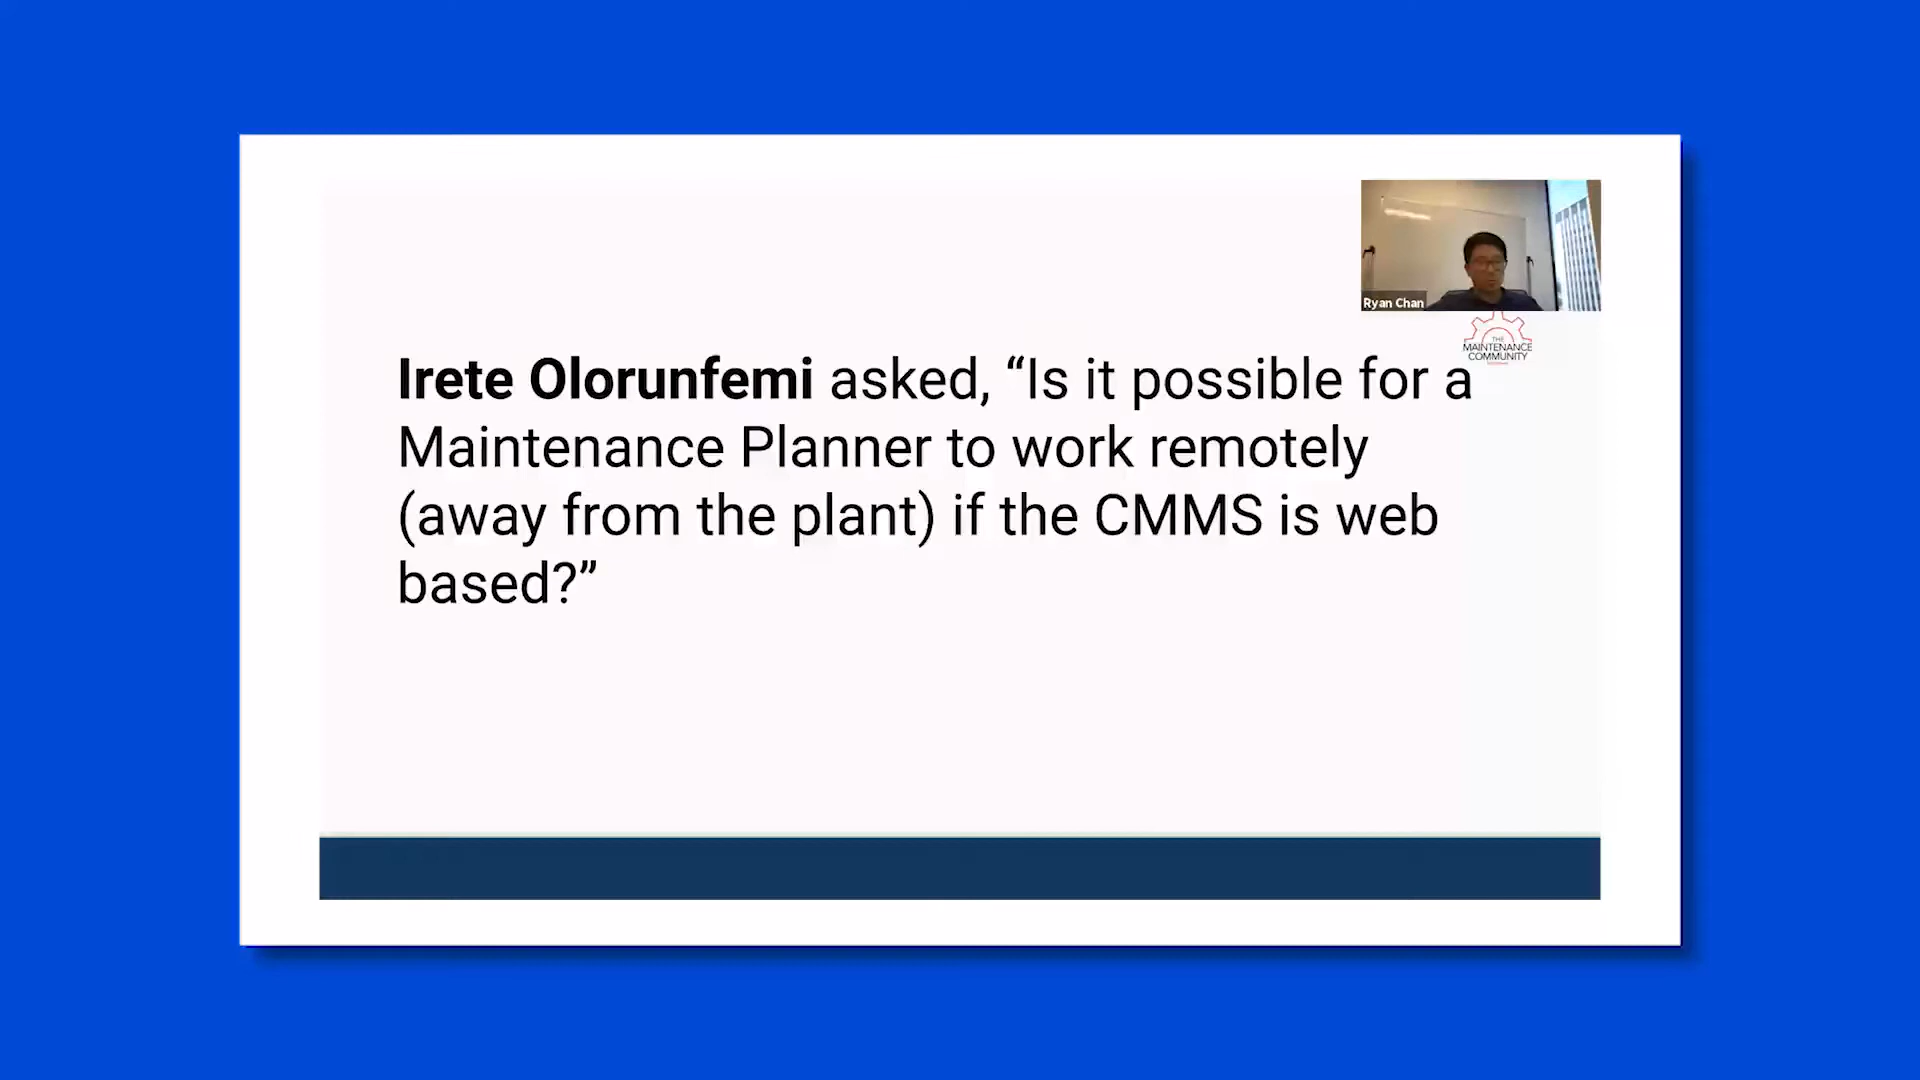 Ryan Chan
THE
MAINTENANCE
COMMUNITY
Irete Olorunfemi asked, “Is it possible for a
Maintenance Planner to work remotely
(away from the plant) if the CMMS is web
based?”